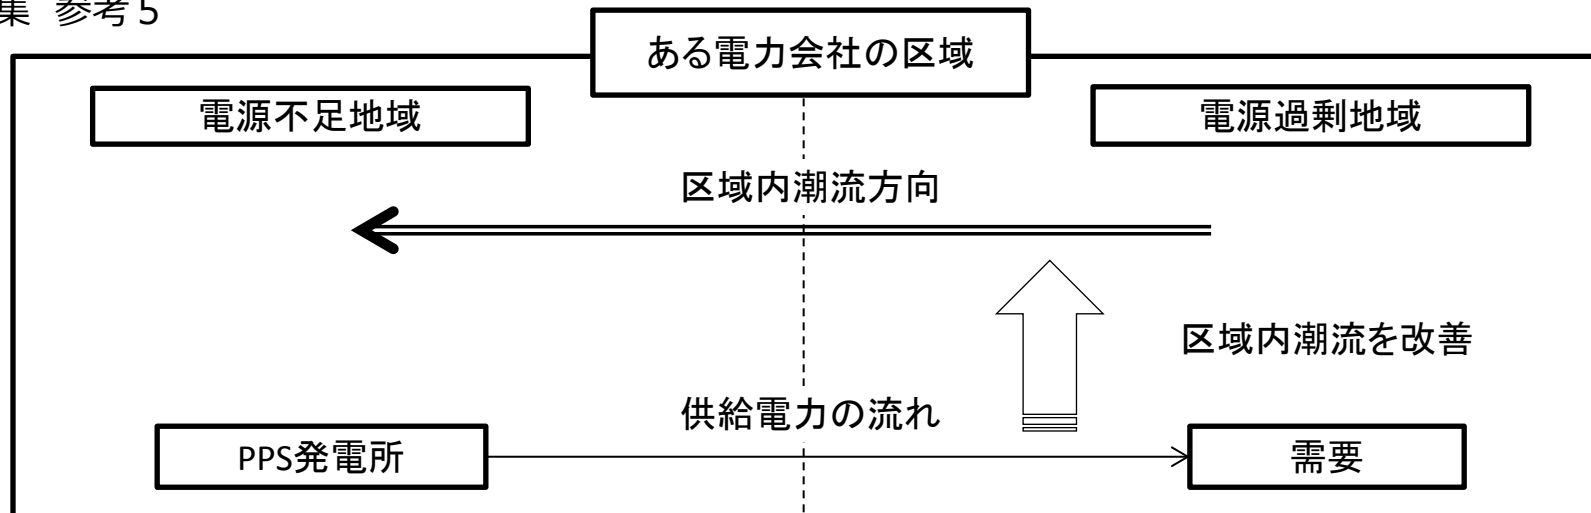 集 参考5
ある電力会社の区域
電源不足地域
電源過剰地域
区域内潮流方向
区域内潮流を改善
供給電力の流れ
PPS発電所
需要